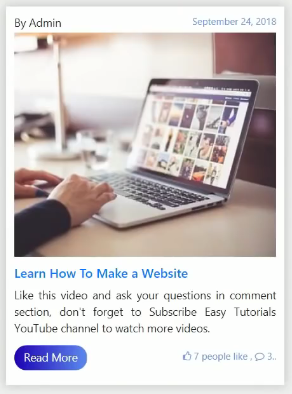 By Admin September 24, 2018
Learn How To Make a Website
Like this video and ask your questions in comment
section, don't forget to Subscribe Easy Tutorials
YouTube channel to watch more videos.
Read More 7 people like , 3..